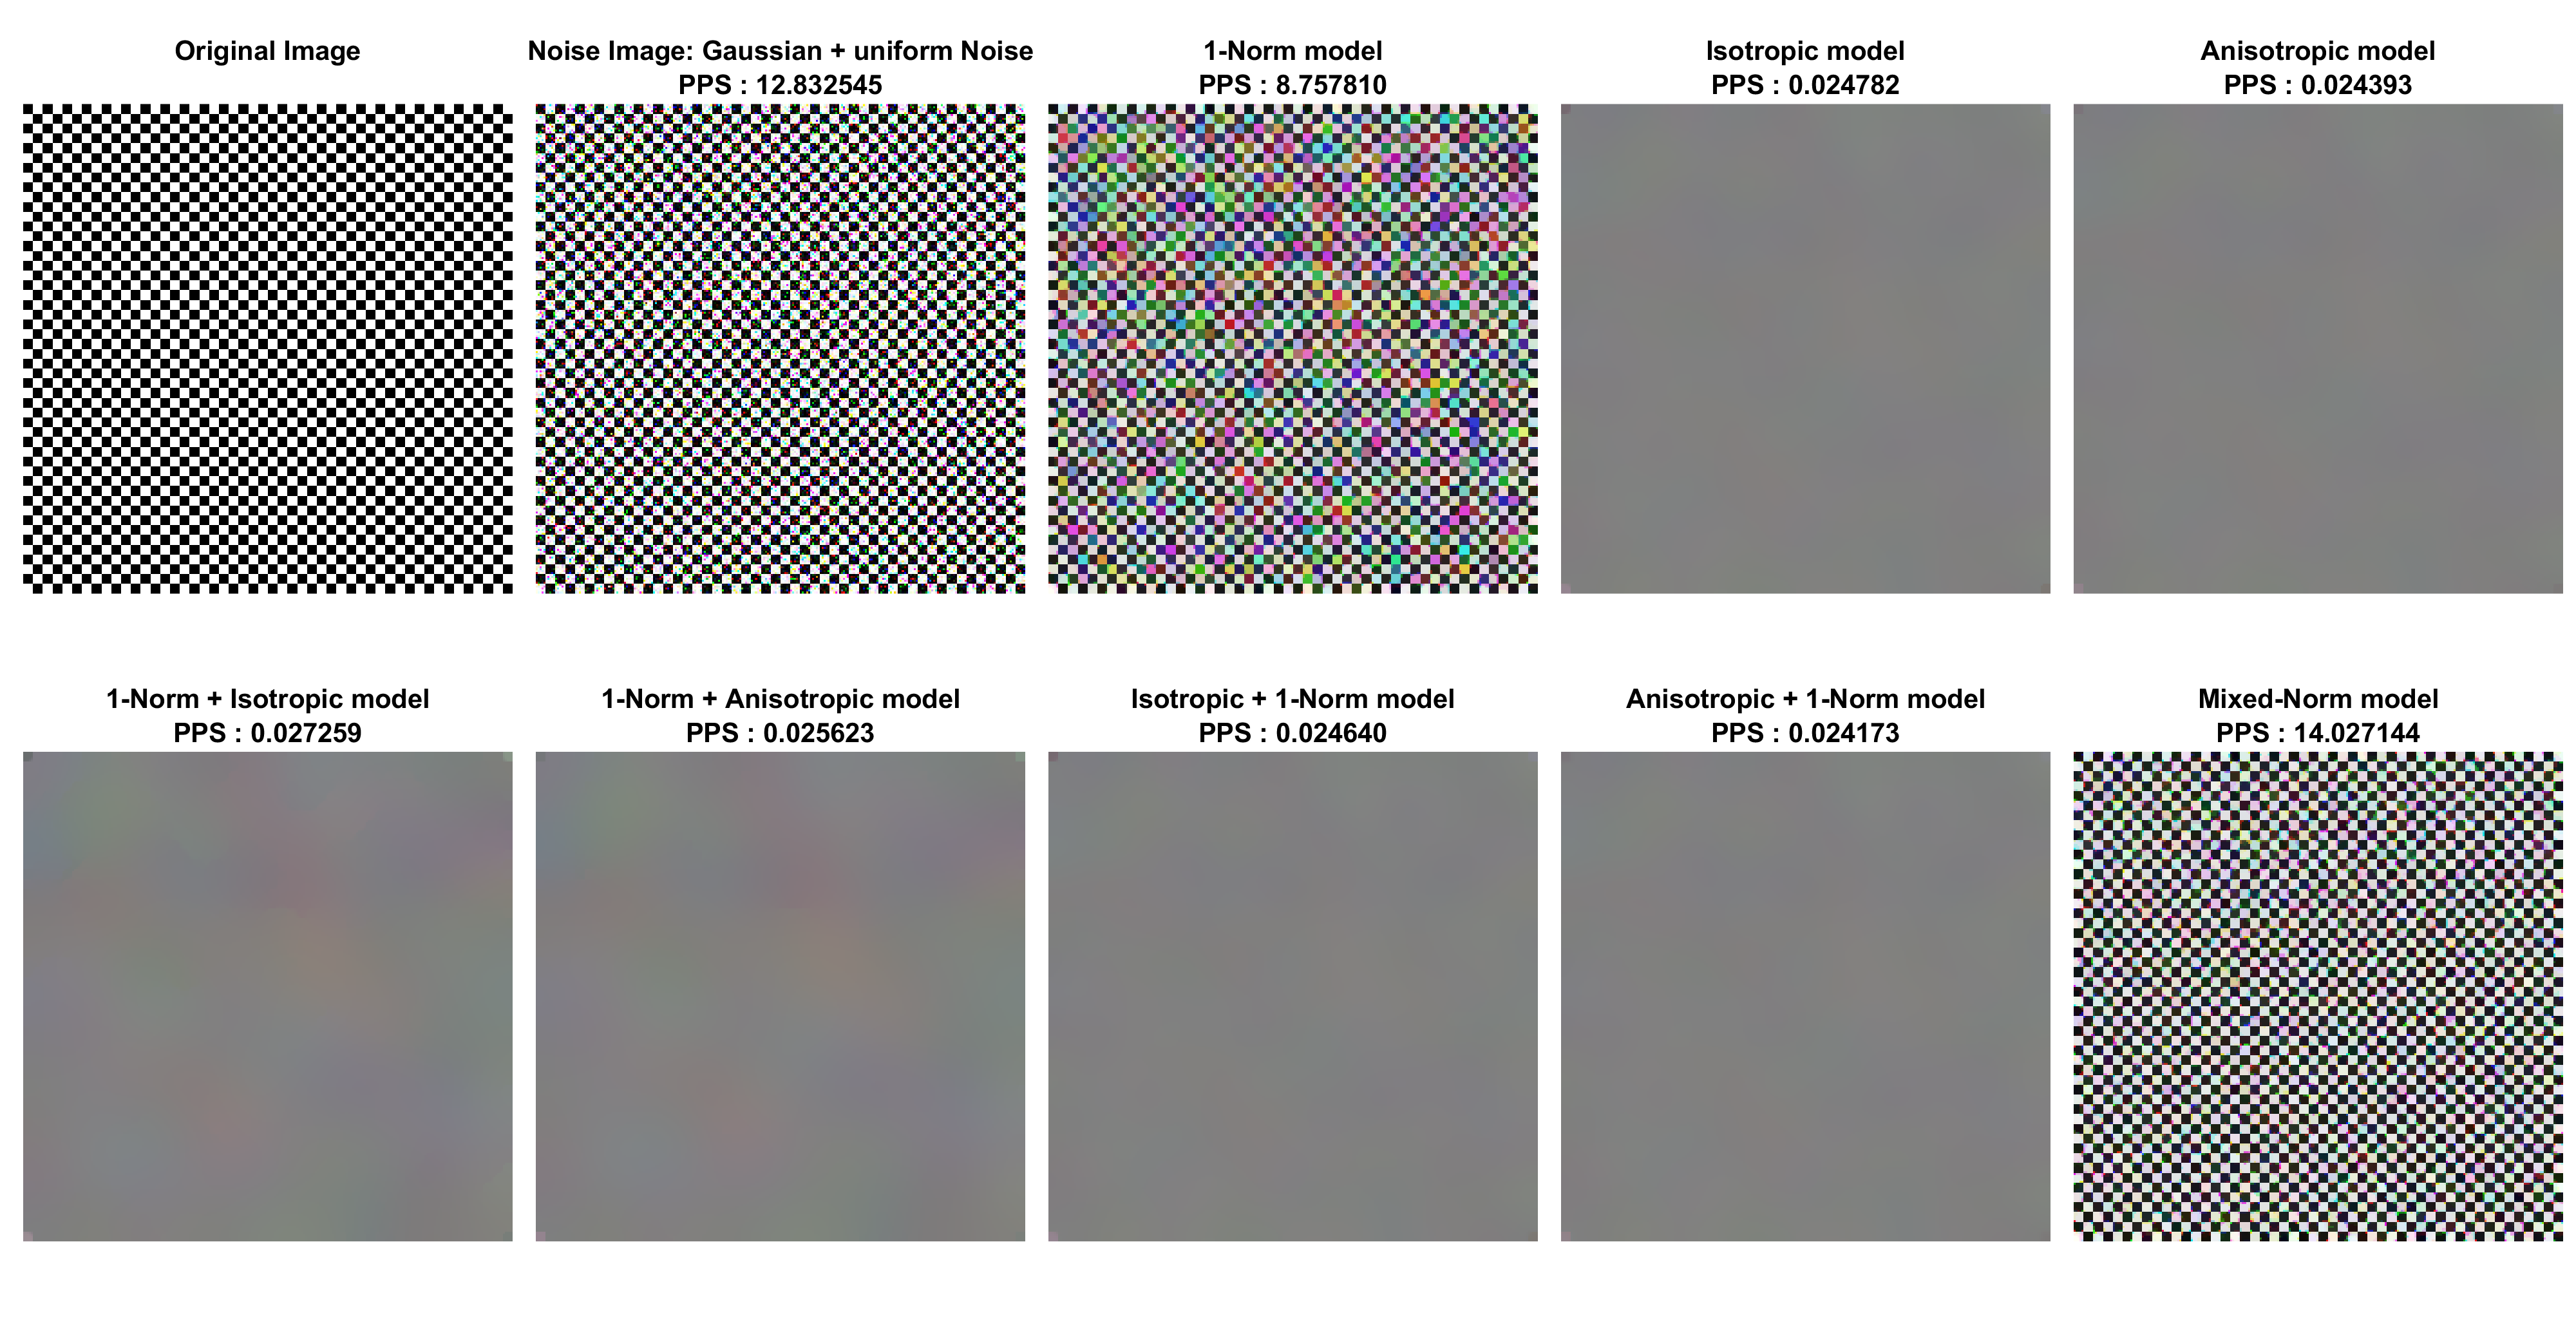 Original Image
Noise Image: Gaussian + uniform Noise
PPS : 12.832545
1-Norm model
PPS : 8.757810
Isotropic model
PPS : 0.024782
Anisotropic model
PPS : 0.024393
1-Norm + Isotropic model
PPS : 0.027259
1-Norm + Anisotropic model
PPS : 0.025623
Isotropic + 1-Norm model
PPS : 0.024640
Anisotropic + 1-Norm model
PPS : 0.024173
Mixed-Norm model
PPS : 14.027144